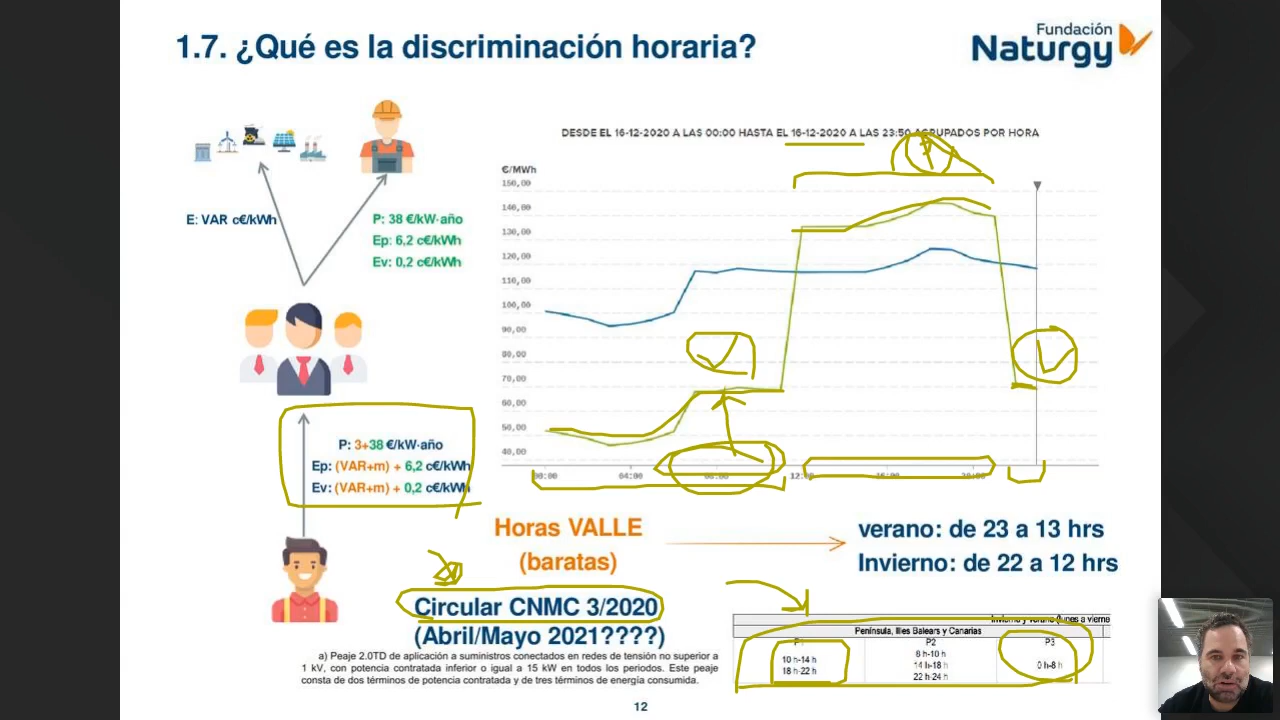 1.7. ¿Qué es la discriminación horaria?
Fundación
Naturgy
DESDE EL 16-12-2020 A LAS 00:00 HASTA EL 16-12-2020 A LAS 23:50 AGRUPADOS POR HORA
€/MWh
150,00
140,00
130,00
120,00
110,00
100,00
90,00
80,00
70,00
60,00
50,00
40,00
00:00 04:00 08:00 12:00 16:00 20:00
E: VAR c€/kWh
P: 38 €/kW·año
Ep: 6,2 c€/kWh
Ev: 0,2 c€/kWh
P: 3+38 €/kW·año
Ep: (VAR+m) + 6,2 c€/kWh
Ev: (VAR+m) + 0,2 c€/kWh
Horas VALLE
(baratas)
verano: de 23 a 13 hrs
Invierno: de 22 a 12 hrs
Circular CNMC 3/2020
(Abril/Mayo 2021????)
a) Peaje 2.0TD de aplicación a suministros conectados en redes de tensión no superior a
1 kV, con potencia contratada inferior o igual a 15 kW en todos los periodos. Este peaje
consta de dos términos de potencia contratada y de tres términos de energía consumida.
Invierno y verano (lunes a vierne
Península, Illes Balears y Canarias
P1 P2 P3
10 h-14 h
18 h-22 h
8 h-10 h
14 h-18 h
22 h-24 h
0 h-8 h
12